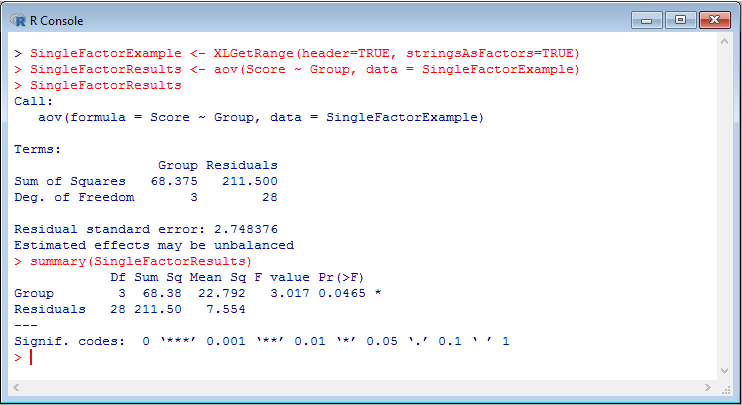 R Console
> SingleFactorExample <- XLGetRange(header=TRUE, stringsAsFactors=TRUE)
> SingleFactorResults <- aov(Score ~ Group, data = SingleFactorExample)
> SingleFactorResults
Call:
   aov(formula = Score ~ Group, data = SingleFactorExample)

Terms:
                  Group Residuals
Sum of Squares   68.375   211.500
Deg. of Freedom       3        28

Residual standard error: 2.748376
Estimated effects may be unbalanced
> summary(SingleFactorResults)
            Df Sum Sq Mean Sq F value Pr(>F)
Group        3  68.38  22.792   3.017 0.0465 *
Residuals   28 211.50   7.554
---
Signif. codes:  0 ‘***’ 0.001 ‘**’ 0.01 ‘*’ 0.05 ‘.’ 0.1 ‘ ’ 1
>